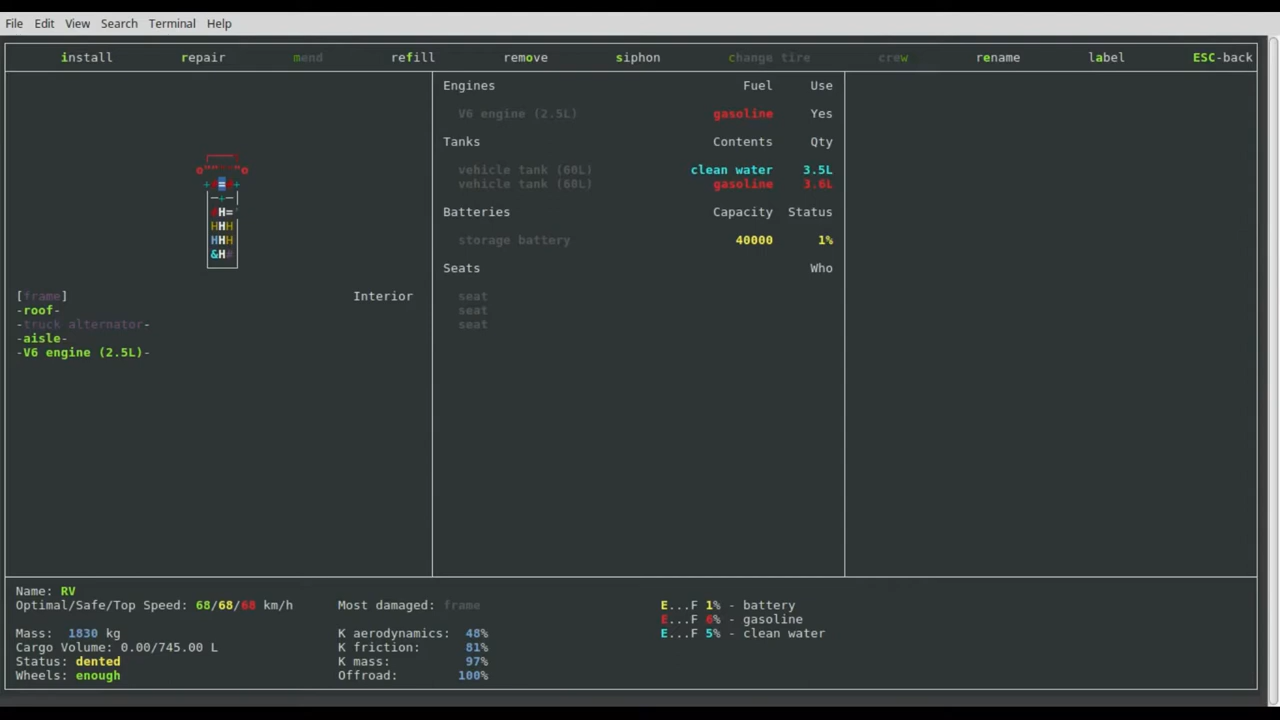 File Edit View Search Terminal Help
install repair mend refill remove siphon change tire crew rename label ESC-back
Engines Fuel Use
V6 engine (2.5L) gasoline Yes
Tanks Contents Qty
vehicle tank (60L) clean water 3.5L
vehicle tank (60L) gasoline 3.6L
Batteries Capacity Status
storage battery 40000 1%
Seats Who
seat
seat
seat
[frame] Interior
-roof-
-truck alternator-
-aisle-
-V6 engine (2.5L)-
Name: RV
Optimal/Safe/Top Speed: 68/68/68 km/h Most damaged: frame E...F 1% - battery
E...F 6% - gasoline
Mass: 1830 kg K aerodynamics: 48% E...F 5% - clean water
Cargo Volume: 0.00/745.00 L K friction: 81%
Status: dented K mass: 97%
Wheels: enough Offroad: 100%